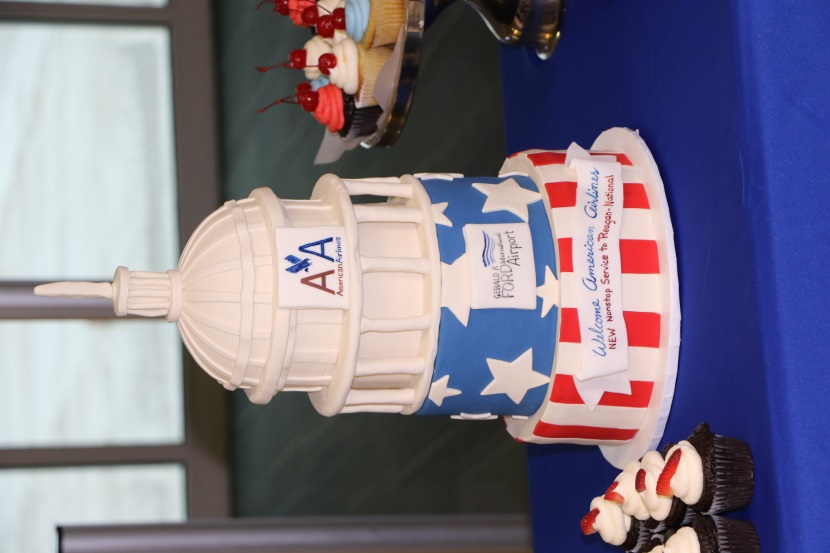 AA
American Airlines
GERALD R.
FORD International
Airport
Welcome American Airlines
NEW Nonstop Service to Reagan-National